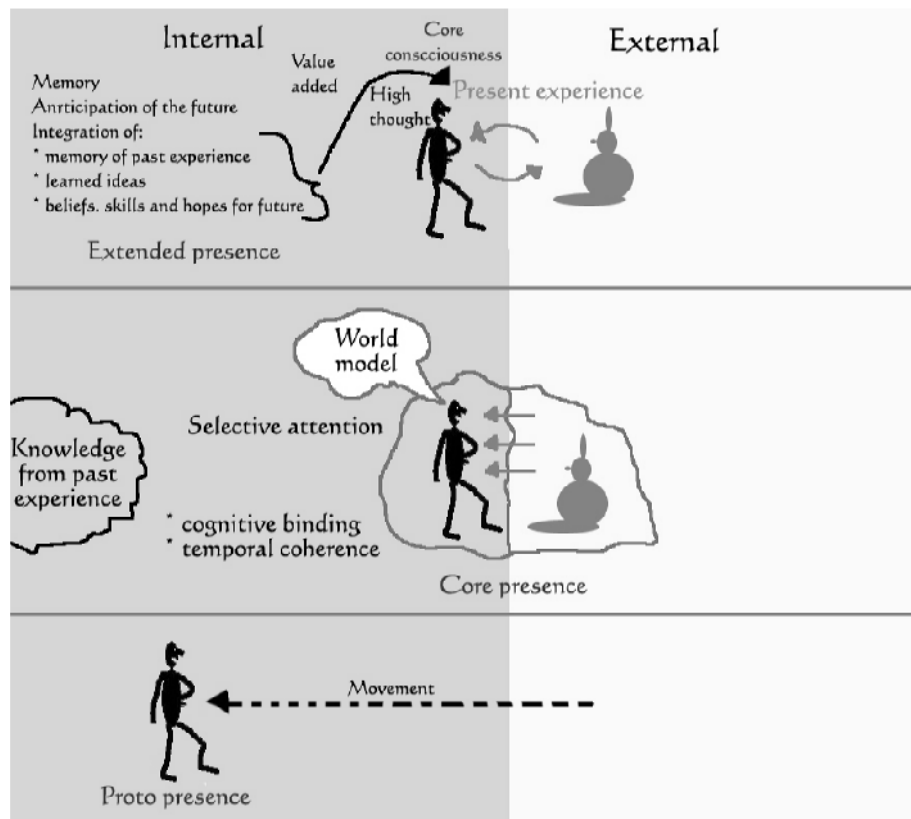 Internal
External
Core
conscciousness
Value
added
High
thought
Present experience
Memory
Anrticipation of the future
Integration of:
* memory of past experience
* learned ideas
* beliefs. skills and hopes for future
Extended presence
World
model
Selective attention
Knowledge
from past
experience
* cognitive binding
* temporal coherence
Core presence
Movement
Proto presence